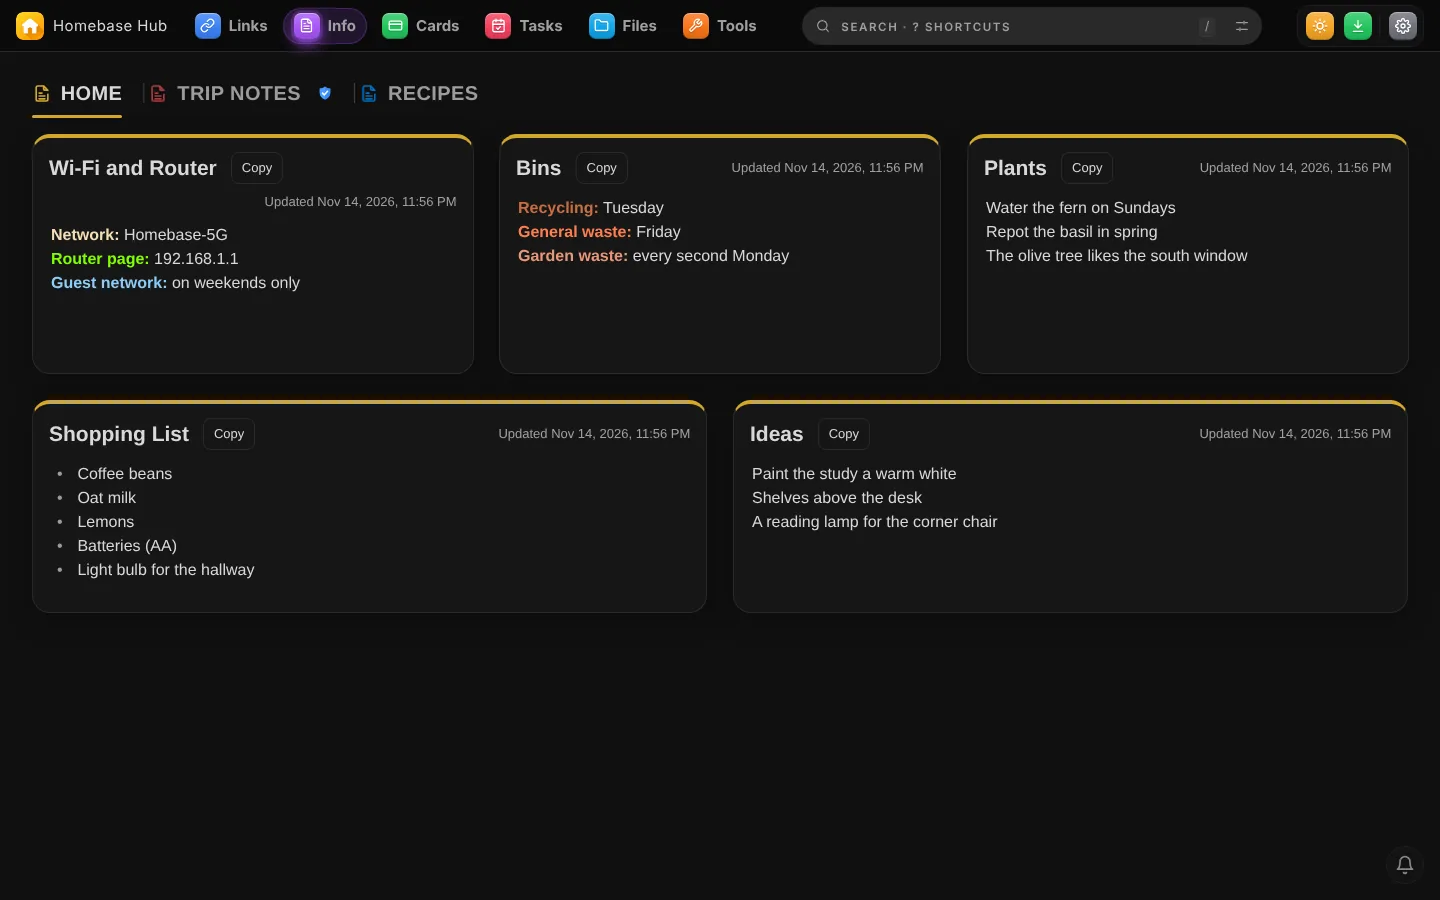 Homebase Hub Links Info Cards Tasks Files Tools SEARCH · ? SHORTCUTS /
HOME TRIP NOTES RECIPES
Wi-Fi and Router Copy
Updated Nov 14, 2026, 11:56 PM
Network: Homebase-5G
Router page: 192.168.1.1
Guest network: on weekends only
Bins Copy Updated Nov 14, 2026, 11:56 PM
Recycling: Tuesday
General waste: Friday
Garden waste: every second Monday
Plants Copy Updated Nov 14, 2026, 11:56 PM
Water the fern on Sundays
Repot the basil in spring
The olive tree likes the south window
Shopping List Copy Updated Nov 14, 2026, 11:56 PM
• Coffee beans
• Oat milk
• Lemons
• Batteries (AA)
• Light bulb for the hallway
Ideas Copy Updated Nov 14, 2026, 11:56 PM
Paint the study a warm white
Shelves above the desk
A reading lamp for the corner chair